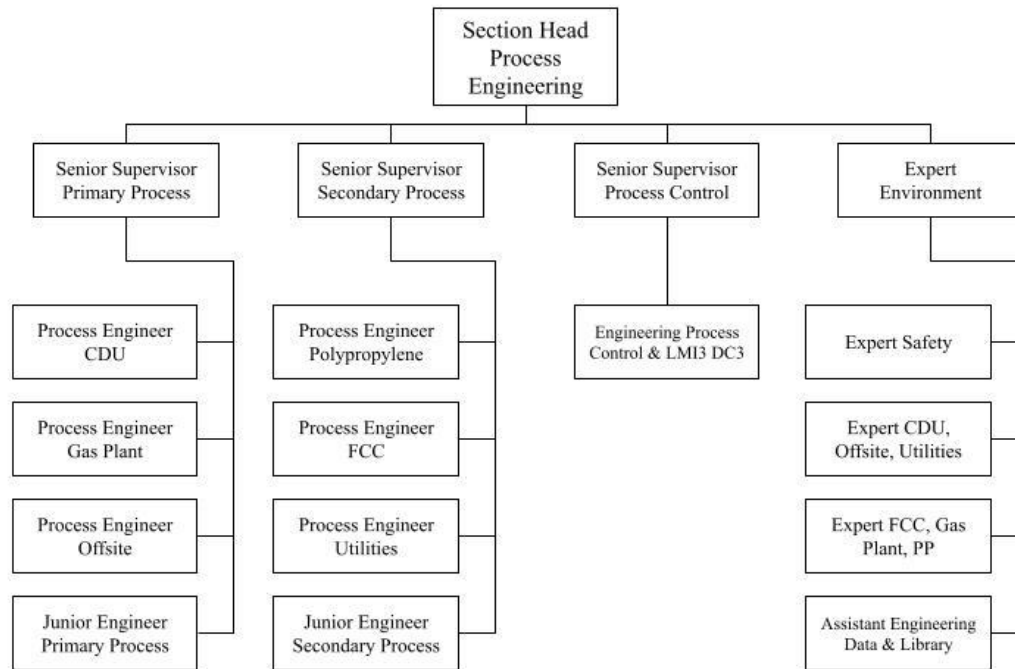 Section Head
Process
Engineering
Senior Supervisor
Primary Process
Senior Supervisor
Secondary Process
Senior Supervisor
Process Control
Expert
Environment
Process Engineer
CDU
Process Engineer
Polypropylene
Engineering Process
Control & LMI3 DC3
Expert Safety
Process Engineer
Gas Plant
Process Engineer
FCC
Expert CDU,
Offsite, Utilities
Process Engineer
Offsite
Process Engineer
Utilities
Expert FCC, Gas
Plant, PP
Junior Engineer
Primary Process
Junior Engineer
Secondary Process
Assistant Engineering
Data & Library